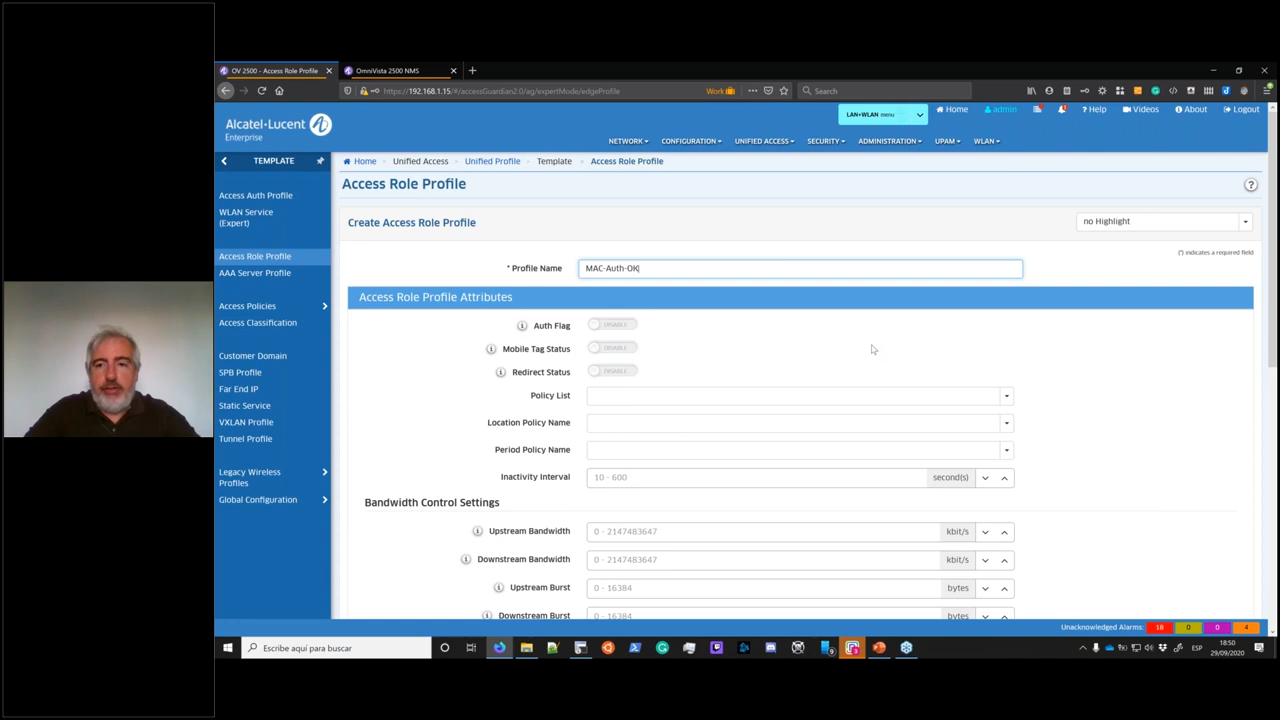 OV 2500 - Access Role Profile
OmniVista 2500 NMS
https://192.168.1.15/#/accessGuardian2.0/ag/expertMode/edgeProfile
Work
Search
Alcatel·Lucent
Enterprise
LAN+WLAN menu
Home
admin
Help
Videos
About
Logout
NETWORK
CONFIGURATION
UNIFIED ACCESS
SECURITY
ADMINISTRATION
UPAM
WLAN
TEMPLATE
Home
Unified Access
Unified Profile
Template
Access Role Profile
Access Auth Profile
WLAN Service
(Expert)
Access Role Profile
AAA Server Profile
Access Policies
Access Classification
Customer Domain
SPB Profile
Far End IP
Static Service
VXLAN Profile
Tunnel Profile
Legacy Wireless
Profiles
Global Configuration
Access Role Profile
Create Access Role Profile
no Highlight
(*) indicates a required field
* Profile Name MAC-Auth-OK
Access Role Profile Attributes
Auth Flag DISABLE
Mobile Tag Status DISABLE
Redirect Status DISABLE
Policy List
Location Policy Name
Period Policy Name
Inactivity Interval 10 - 600 second(s)
Bandwidth Control Settings
Upstream Bandwidth 0 - 2147483647 kbit/s
Downstream Bandwidth 0 - 2147483647 kbit/s
Upstream Burst 0 - 16384 bytes
Downstream Burst 0 - 16384 bytes
Unacknowledged Alarms: 18 0 0 4
Escribe aquí para buscar
ESP
18:50
29/09/2020